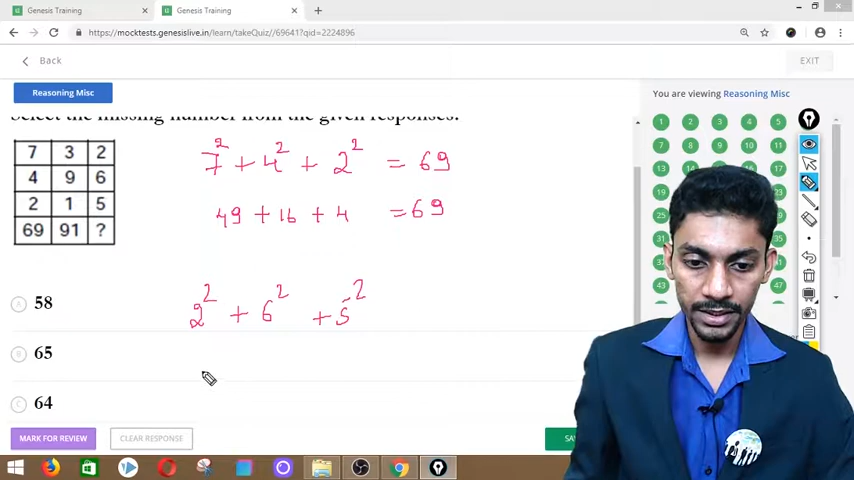 Genesis Training
Genesis Training
https://mocktests.genesislive.in/learn/takeQuiz//69641?qid=2224896
Back
EXIT
Reasoning Misc
You are viewing Reasoning Misc
Select the missing number from the given responses.
7 3 2
4 9 6
2 1 5
69 91 ?
7² + 4² + 2² = 69
49 + 16 + 4 = 69
2² + 6² + 5²
A 58
B 65
C 64
1 2 3 4 5
7 8 9 10 11
13
19
25
31
37
43
MARK FOR REVIEW
CLEAR RESPONSE